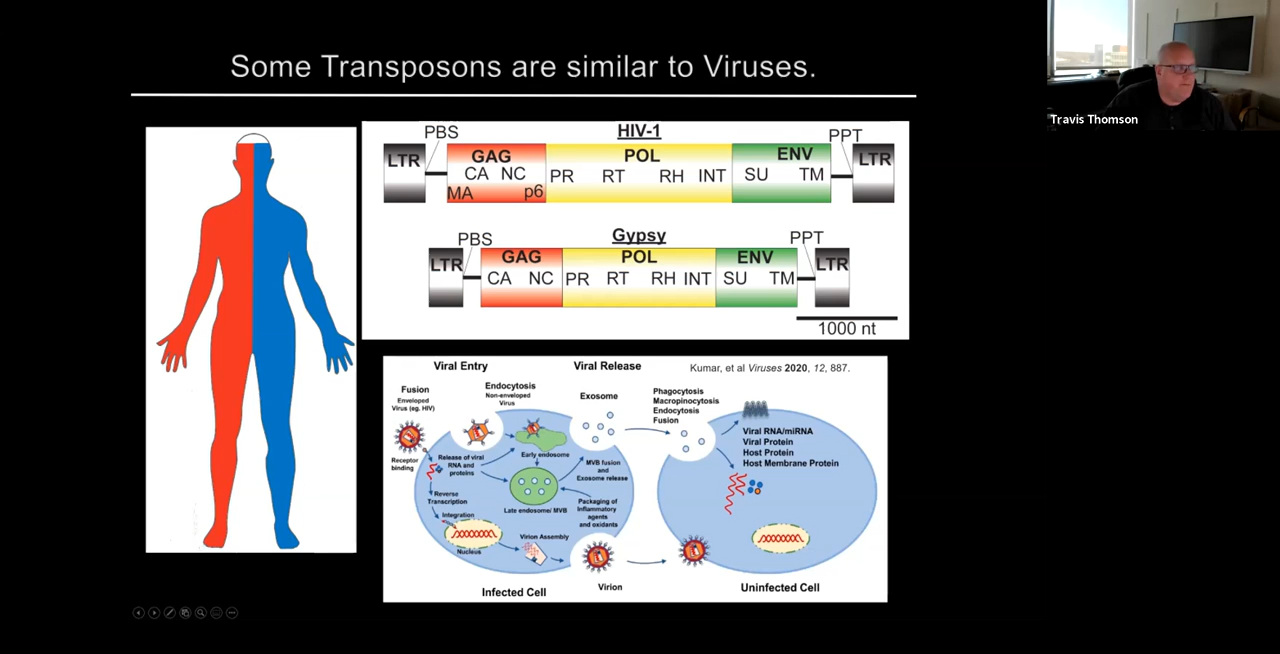 Some Transposons are similar to Viruses.
Travis Thomson
HIV-1
PBS
PPT
LTR
GAG
POL
ENV
LTR
CA NC
PR RT RH INT
SU TM
MA
p6
Gypsy
PBS
PPT
LTR
GAG
POL
ENV
LTR
CA NC
PR RT RH INT
SU TM
1000 nt
Viral Entry
Viral Release
Kumar, et al Viruses 2020, 12, 887.
Fusion
Enveloped
Virus (eg. HIV)
Endocytosis
Non-enveloped
Virus
Exosome
Phagocytosis
Macropinocytosis
Endocytosis
Fusion
Receptor
binding
Release of viral
RNA and
proteins
Early endosome
MVB fusion
and
Exosome release
Viral RNA/miRNA
Viral Protein
Host Protein
Host Membrane Protein
Reverse
Transcription
Late endosome/ MVB
Packaging of
Inflammatory
agents
and oxidants
Integration
Nucleus
Virion Assembly
Infected Cell
Virion
Uninfected Cell